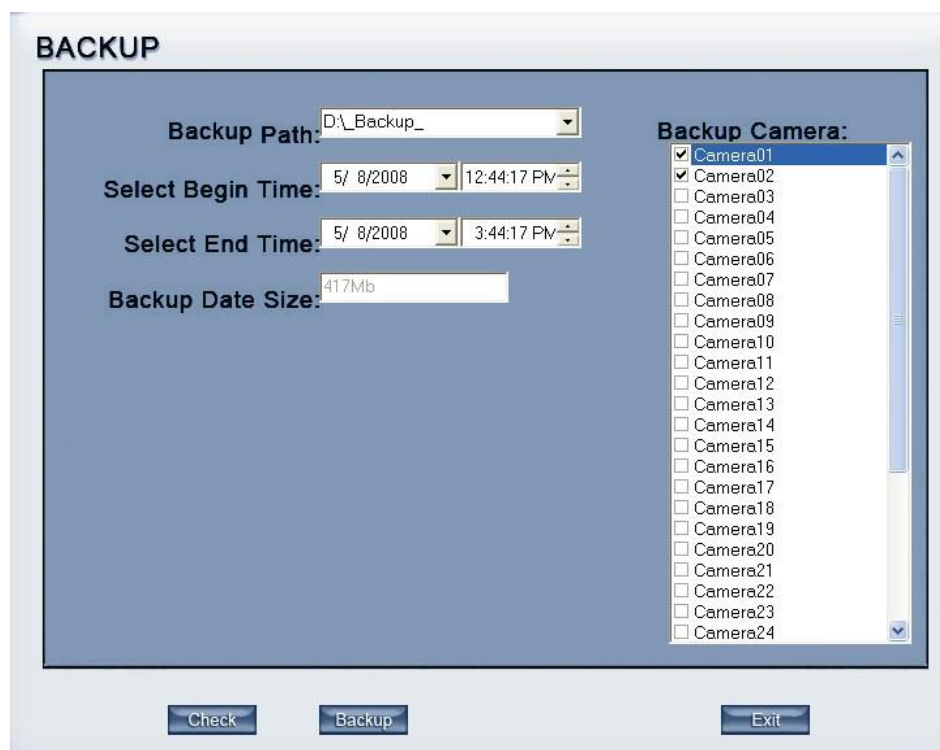 BACKUP
Backup Path: D:\_Backup_
Select Begin Time: 5/ 8/2008 12:44:17 PM
Select End Time: 5/ 8/2008 3:44:17 PM
Backup Date Size: 417Mb
Backup Camera:
Camera01
Camera02
Camera03
Camera04
Camera05
Camera06
Camera07
Camera08
Camera09
Camera10
Camera11
Camera12
Camera13
Camera14
Camera15
Camera16
Camera17
Camera18
Camera19
Camera20
Camera21
Camera22
Camera23
Camera24
Check Backup Exit